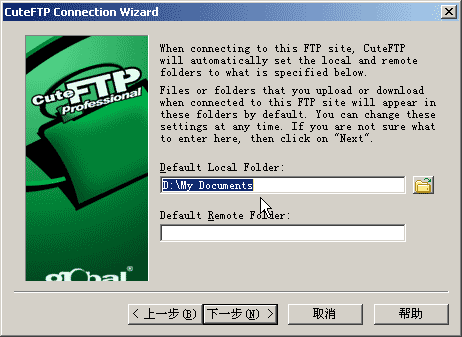 CuteFTP Connection Wizard
When connecting to this FTP site, CuteFTP
will automatically set the local and remote
folders to what is specified below.
Files or folders that you upload or download
when connected to this FTP site will appear
in these folders by default. You can change these
settings at any time. If you are not sure what
to enter here, then click on "Next".
CuteFTP
Professional
Default Local Folder:
D:\My Documents
Default Remote Folder:
global
< 上一步(B) 下一步(N) > 取消 帮助